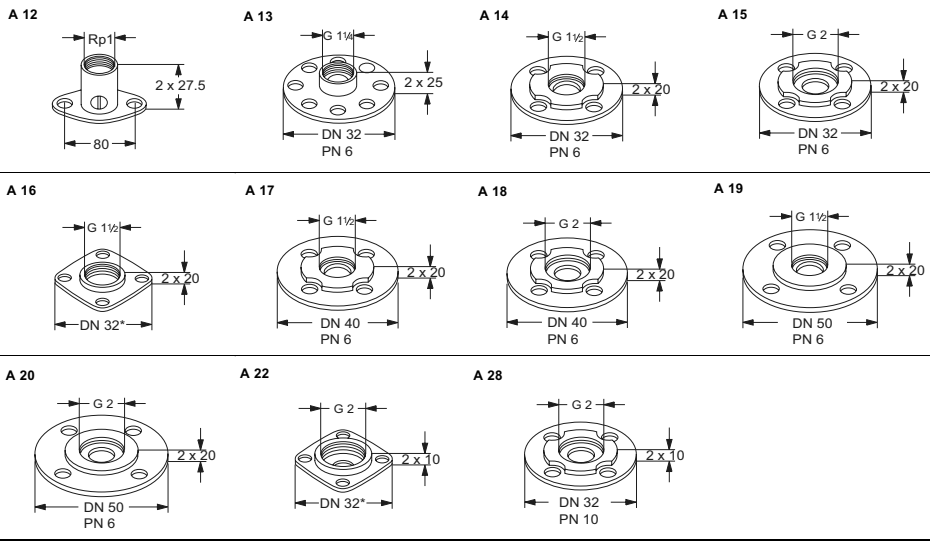 A 12
Rp1
2 x 27.5
80
A 13
G 1¼
2 x 25
DN 32
PN 6
A 14
G 1½
2 x 20
DN 32
PN 6
A 15
G 2
2 x 20
DN 32
PN 6
A 16
G 1½
2 x 20
DN 32*
A 17
G 1½
2 x 20
DN 40
PN 6
A 18
G 2
2 x 20
DN 40
PN 6
A 19
G 1½
2 x 20
DN 50
PN 6
A 20
G 2
2 x 20
DN 50
PN 6
A 22
G 2
2 x 10
DN 32*
A 28
G 2
2 x 10
DN 32
PN 10